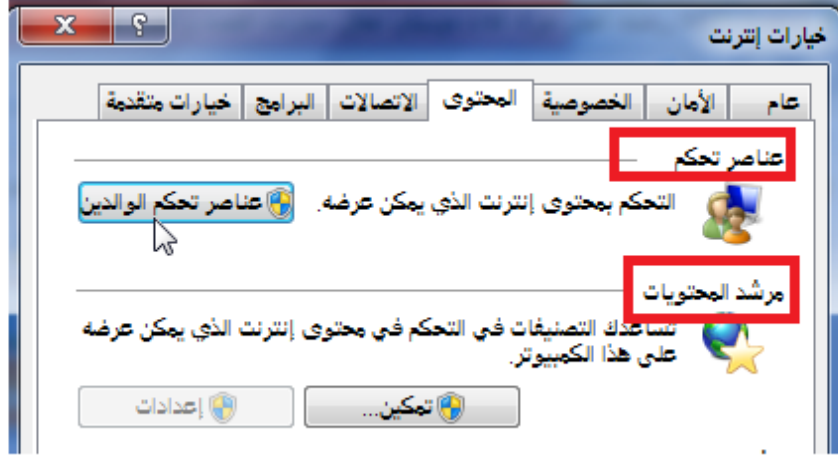 خيارات إنترنت
عام الأمان الخصوصية المحتوى الاتصالات البرامج خيارات متقدمة
عناصر تحكم
التحكم بمحتوى إنترنت الذي يمكن عرضه. عناصر تحكم الوالدين
مرشد المحتويات
تساعدك التصنيفات في التحكم في محتوى إنترنت الذي يمكن عرضه
على هذا الكمبيوتر.
تمكين... إعدادات